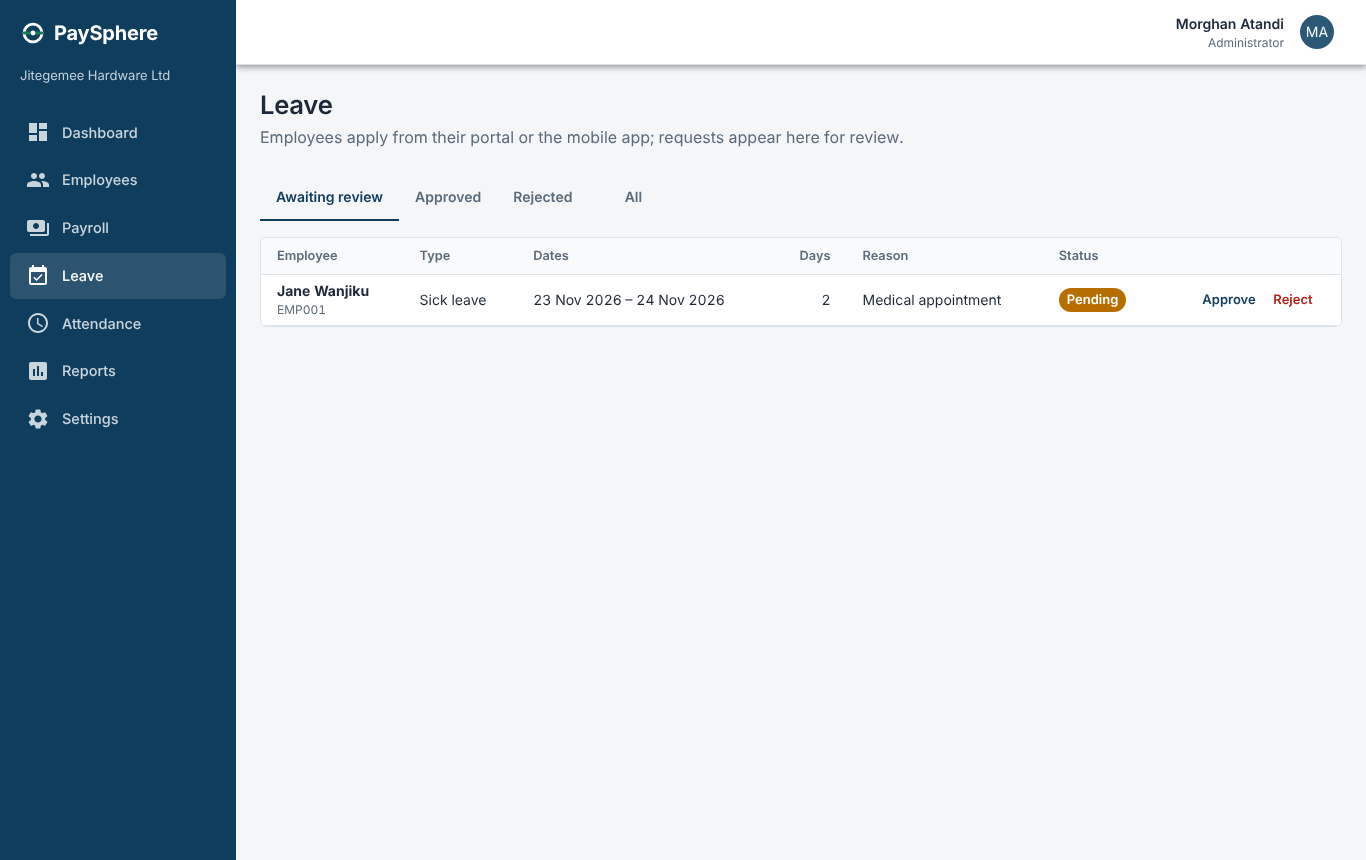 PaySphere
Jitegemee Hardware Ltd
Dashboard
Employees
Payroll
Leave
Attendance
Reports
Settings
Morghan Atandi
Administrator
MA
Leave
Employees apply from their portal or the mobile app; requests appear here for review.
Awaiting review Approved Rejected All
Employee Type Dates Days Reason Status
Jane Wanjiku
EMP001
Sick leave 23 Nov 2026 – 24 Nov 2026 2 Medical appointment Pending Approve Reject